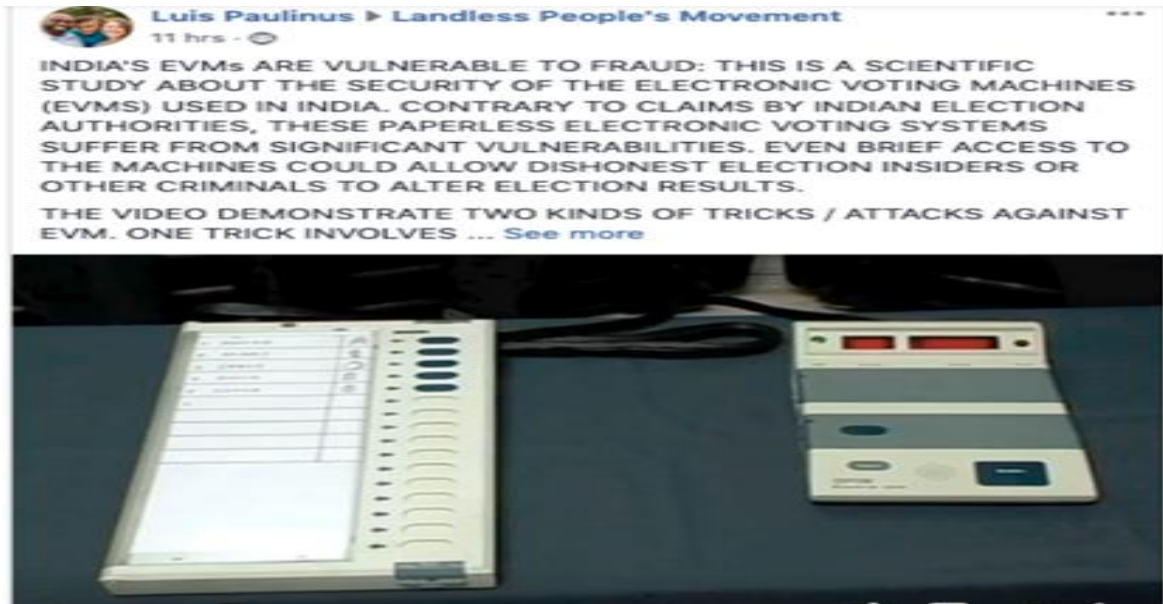 Luis Paulinus ▸ Landless People's Movement
11 hrs ·
INDIA'S EVMs ARE VULNERABLE TO FRAUD: THIS IS A SCIENTIFIC
STUDY ABOUT THE SECURITY OF THE ELECTRONIC VOTING MACHINES
(EVMS) USED IN INDIA. CONTRARY TO CLAIMS BY INDIAN ELECTION
AUTHORITIES, THESE PAPERLESS ELECTRONIC VOTING SYSTEMS
SUFFER FROM SIGNIFICANT VULNERABILITIES. EVEN BRIEF ACCESS TO
THE MACHINES COULD ALLOW DISHONEST ELECTION INSIDERS OR
OTHER CRIMINALS TO ALTER ELECTION RESULTS.
THE VIDEO DEMONSTRATE TWO KINDS OF TRICKS / ATTACKS AGAINST
EVM. ONE TRICK INVOLVES ... See more